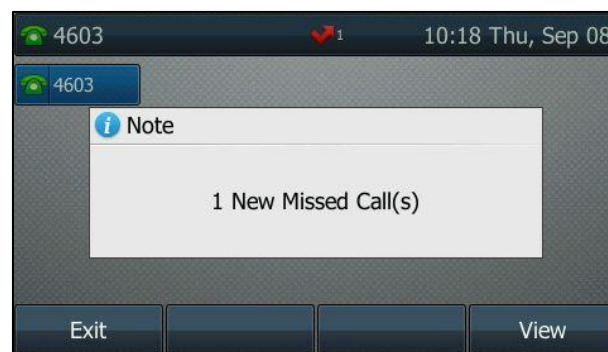 4603 1 10:18 Thu, Sep 08
4603
i Note
1 New Missed Call(s)
Exit View